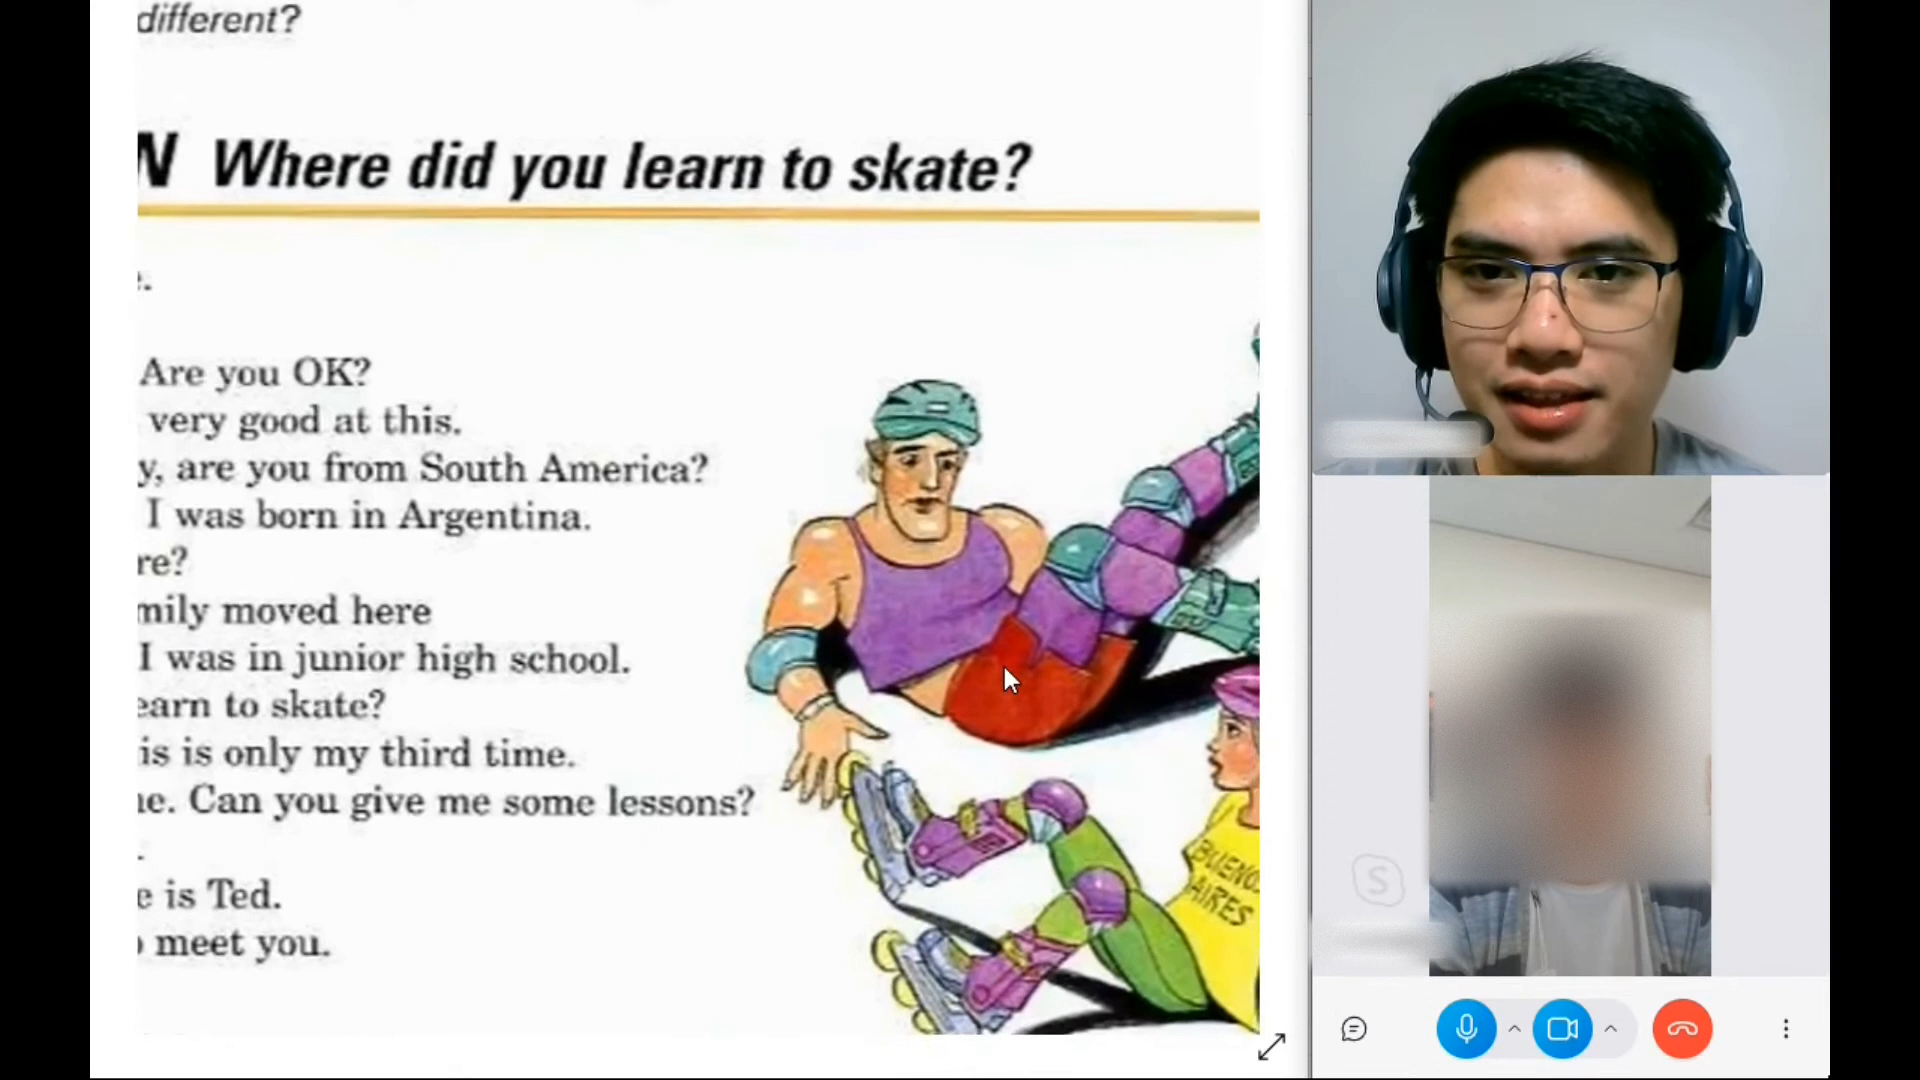 different?
N Where did you learn to skate?
e.
Are you OK?
very good at this.
y, are you from South America?
I was born in Argentina.
re?
mily moved here
I was in junior high school.
earn to skate?
is is only my third time.
e. Can you give me some lessons?
.
e is Ted.
meet you.
BUENO
AIRES